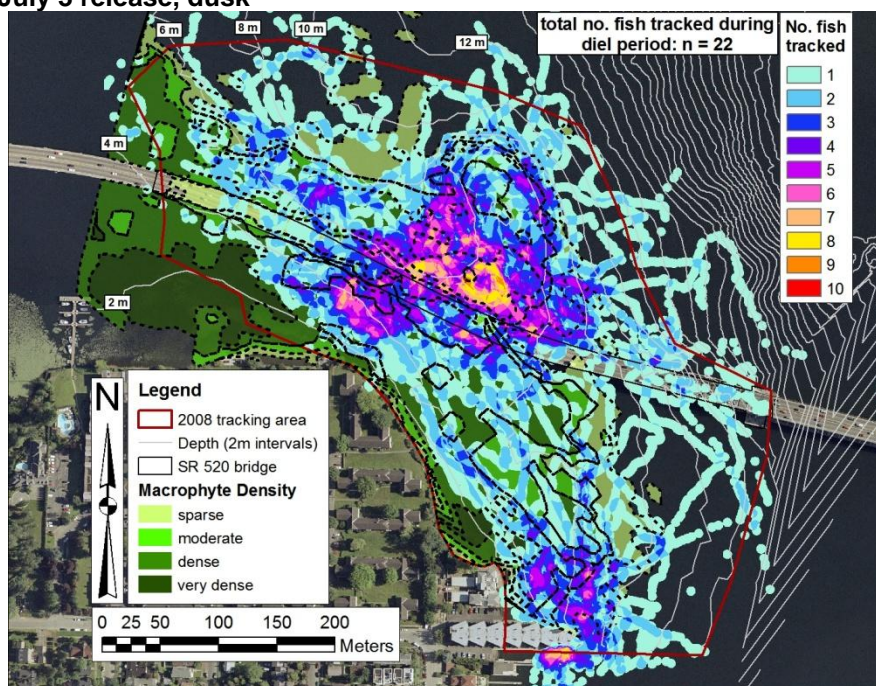 July 3 release, dusk
6 m
8 m
10 m
12 m
total no. fish tracked during
diel period: n = 22
No. fish
tracked
1
2
3
4
5
6
7
8
9
10
4 m
2 m
N
Legend
2008 tracking area
Depth (2m intervals)
SR 520 bridge
Macrophyte Density
sparse
moderate
dense
very dense
0 25 50 100 150 200
Meters